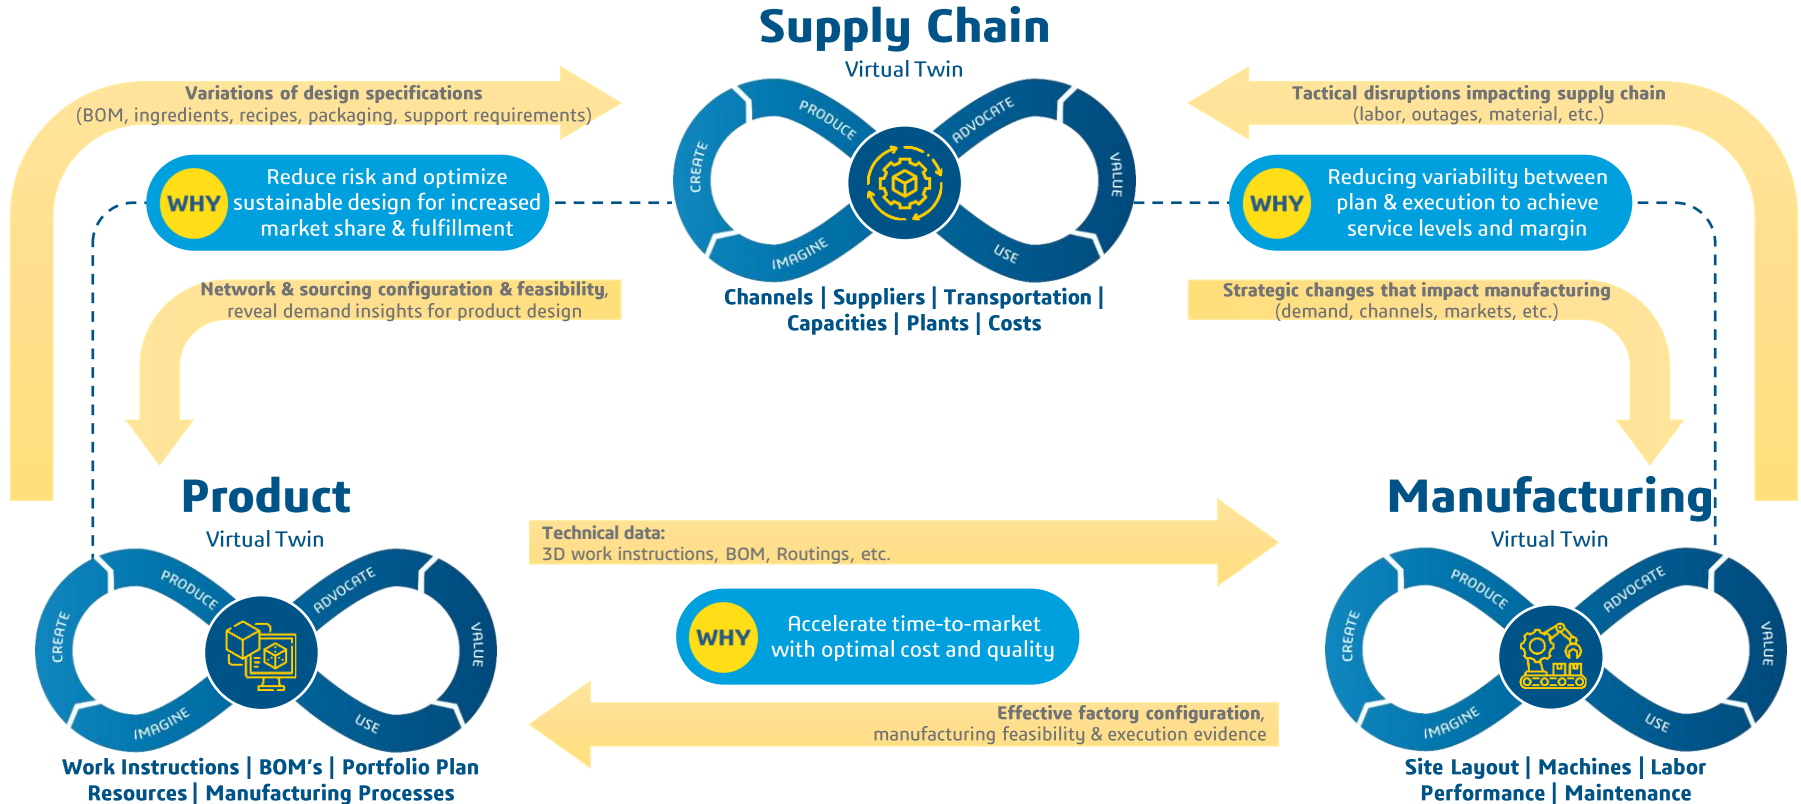 Supply Chain
Virtual Twin
Variations of design specifications
(BOM, ingredients, recipes, packaging, support requirements)
WHY
Reduce risk and optimize
sustainable design for increased
market share & fulfillment
Network & sourcing configuration & feasibility,
reveal demand insights for product design
CREATE
PRODUCE
ADVOCATE
VALUE
IMAGINE
USE
Channels | Suppliers | Transportation |
Capacities | Plants | Costs
Tactical disruptions impacting supply chain
(labor, outages, material, etc.)
WHY
Reducing variability between
plan & execution to achieve
service levels and margin
Strategic changes that impact manufacturing
(demand, channels, markets, etc.)
Product
Virtual Twin
CREATE
PRODUCE
ADVOCATE
VALUE
IMAGINE
USE
Work Instructions | BOM's | Portfolio Plan
Resources | Manufacturing Processes
Technical data:
3D work instructions, BOM, Routings, etc.
WHY
Accelerate time-to-market
with optimal cost and quality
Effective factory configuration,
manufacturing feasibility & execution evidence
Manufacturing
Virtual Twin
CREATE
PRODUCE
ADVOCATE
VALUE
IMAGINE
USE
Site Layout | Machines | Labor
Performance | Maintenance